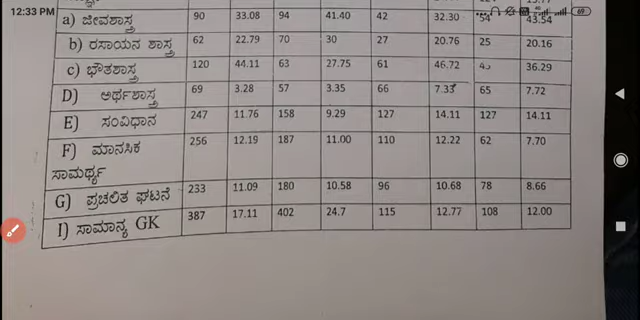 12:33 PM 69
a) ಜೀವಶಾಸ್ತ್ರ 90 33.08 94 41.40 42 32.30 54 43.54
b) ರಸಾಯನ ಶಾಸ್ತ್ರ 62 22.79 70 30 27 20.76 25 20.16
c) ಭೌತಶಾಸ್ತ್ರ 120 44.11 63 27.75 61 46.72 36.29
D) ಅರ್ಥಶಾಸ್ತ್ರ 69 3.28 57 3.35 66 7.33 65 7.72
E) ಸಂವಿಧಾನ 247 11.76 158 9.29 127 14.11 127 14.11
F) ಮಾನಸಿಕ 256 12.19 187 11.00 110 12.22 62 7.70
ಸಾಮರ್ಥ್ಯ
G) ಪ್ರಚಲಿತ ಘಟನೆ 233 11.09 180 10.58 96 10.68 78 8.66
I) ಸಾಮಾನ್ಯ GK 387 17.11 402 24.7 115 12.77 108 12.00